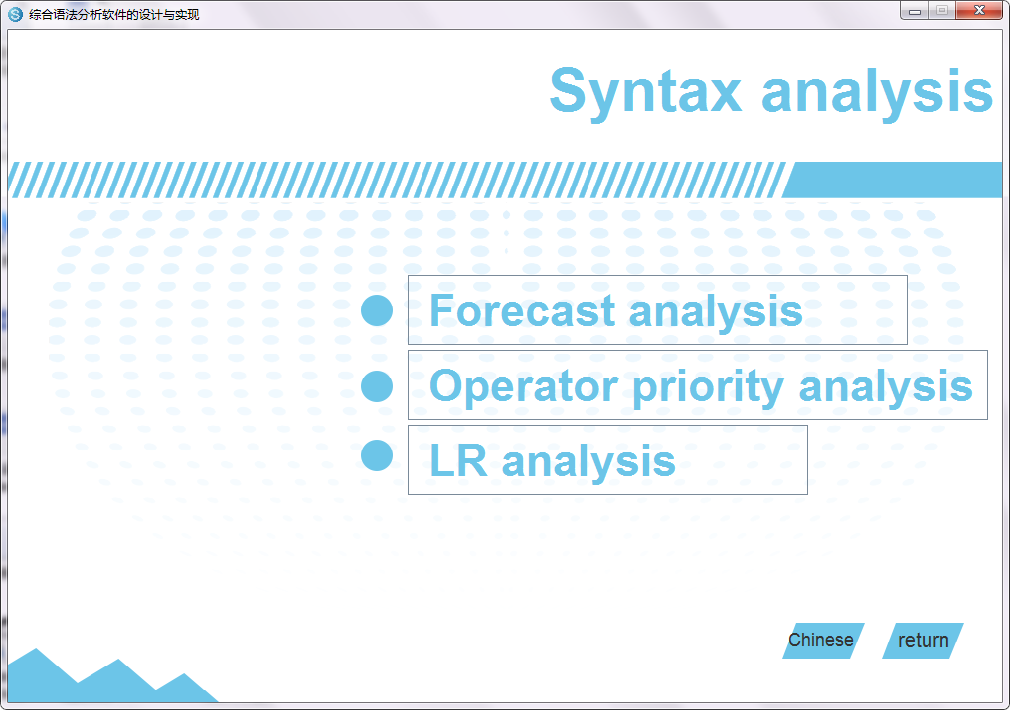 综合语法分析软件的设计与实现
Syntax analysis
Forecast analysis
Operator priority analysis
LR analysis
Chinese
return